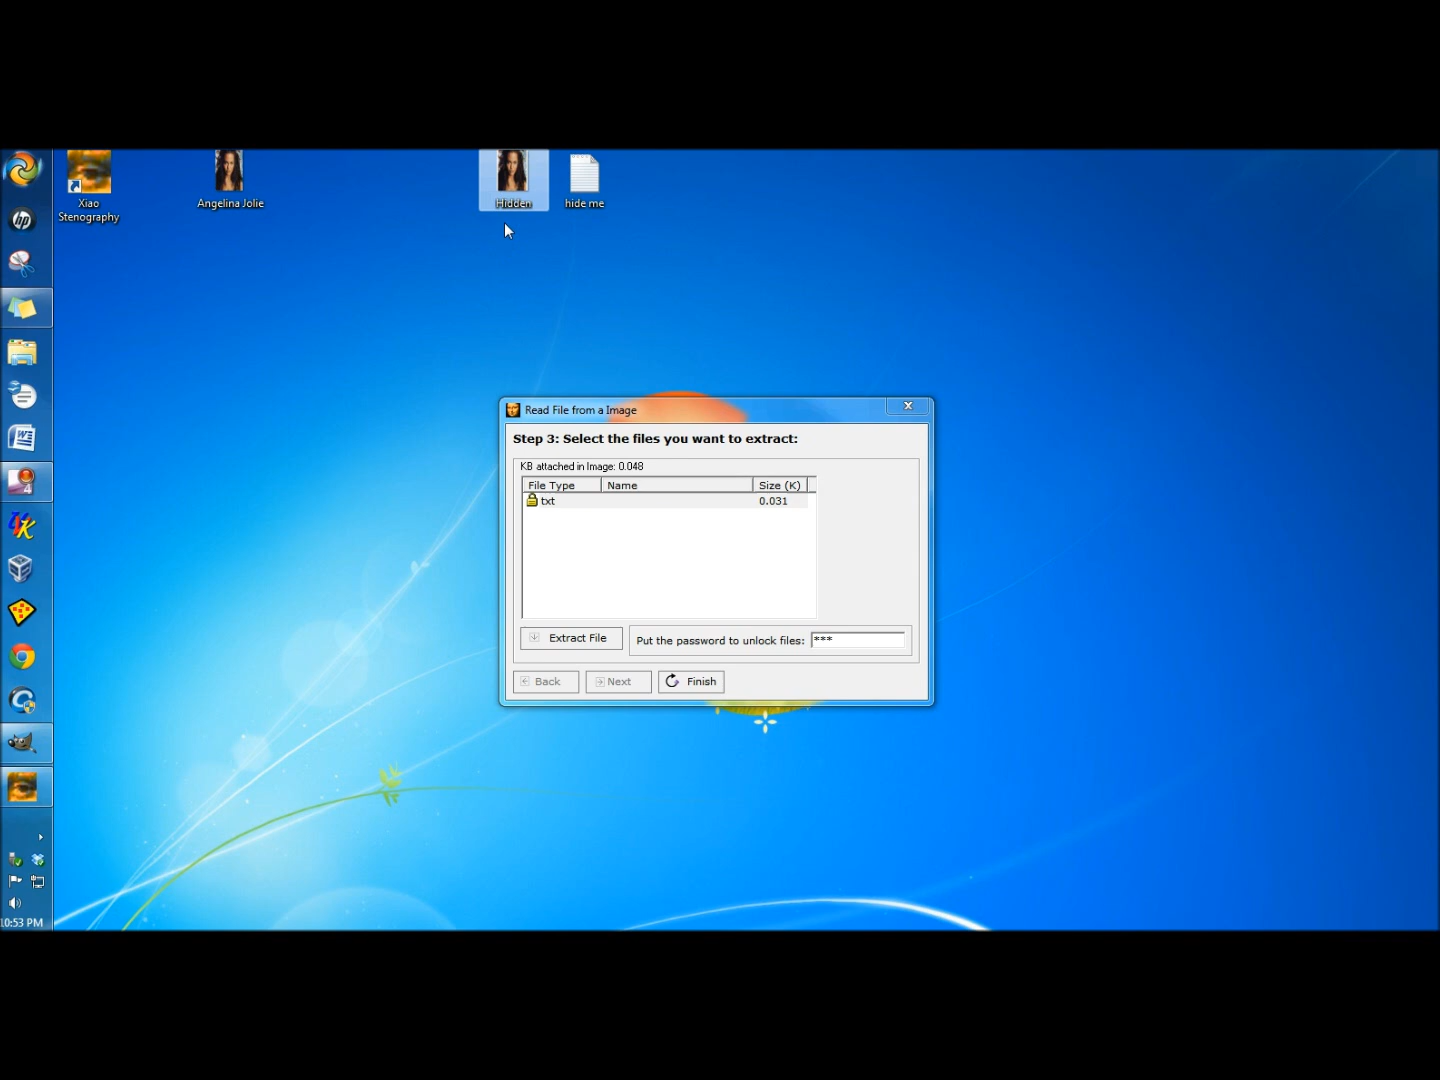 Xiao
Stenography
Angelina Jolie
Hidden
hide me
Read File from a Image
Step 3: Select the files you want to extract:
KB attached in Image: 0.048
File Type Name Size (K)
txt 0.031
Extract File
Put the password to unlock files: ***
Back Next Finish
hp
W
4
10:53 PM